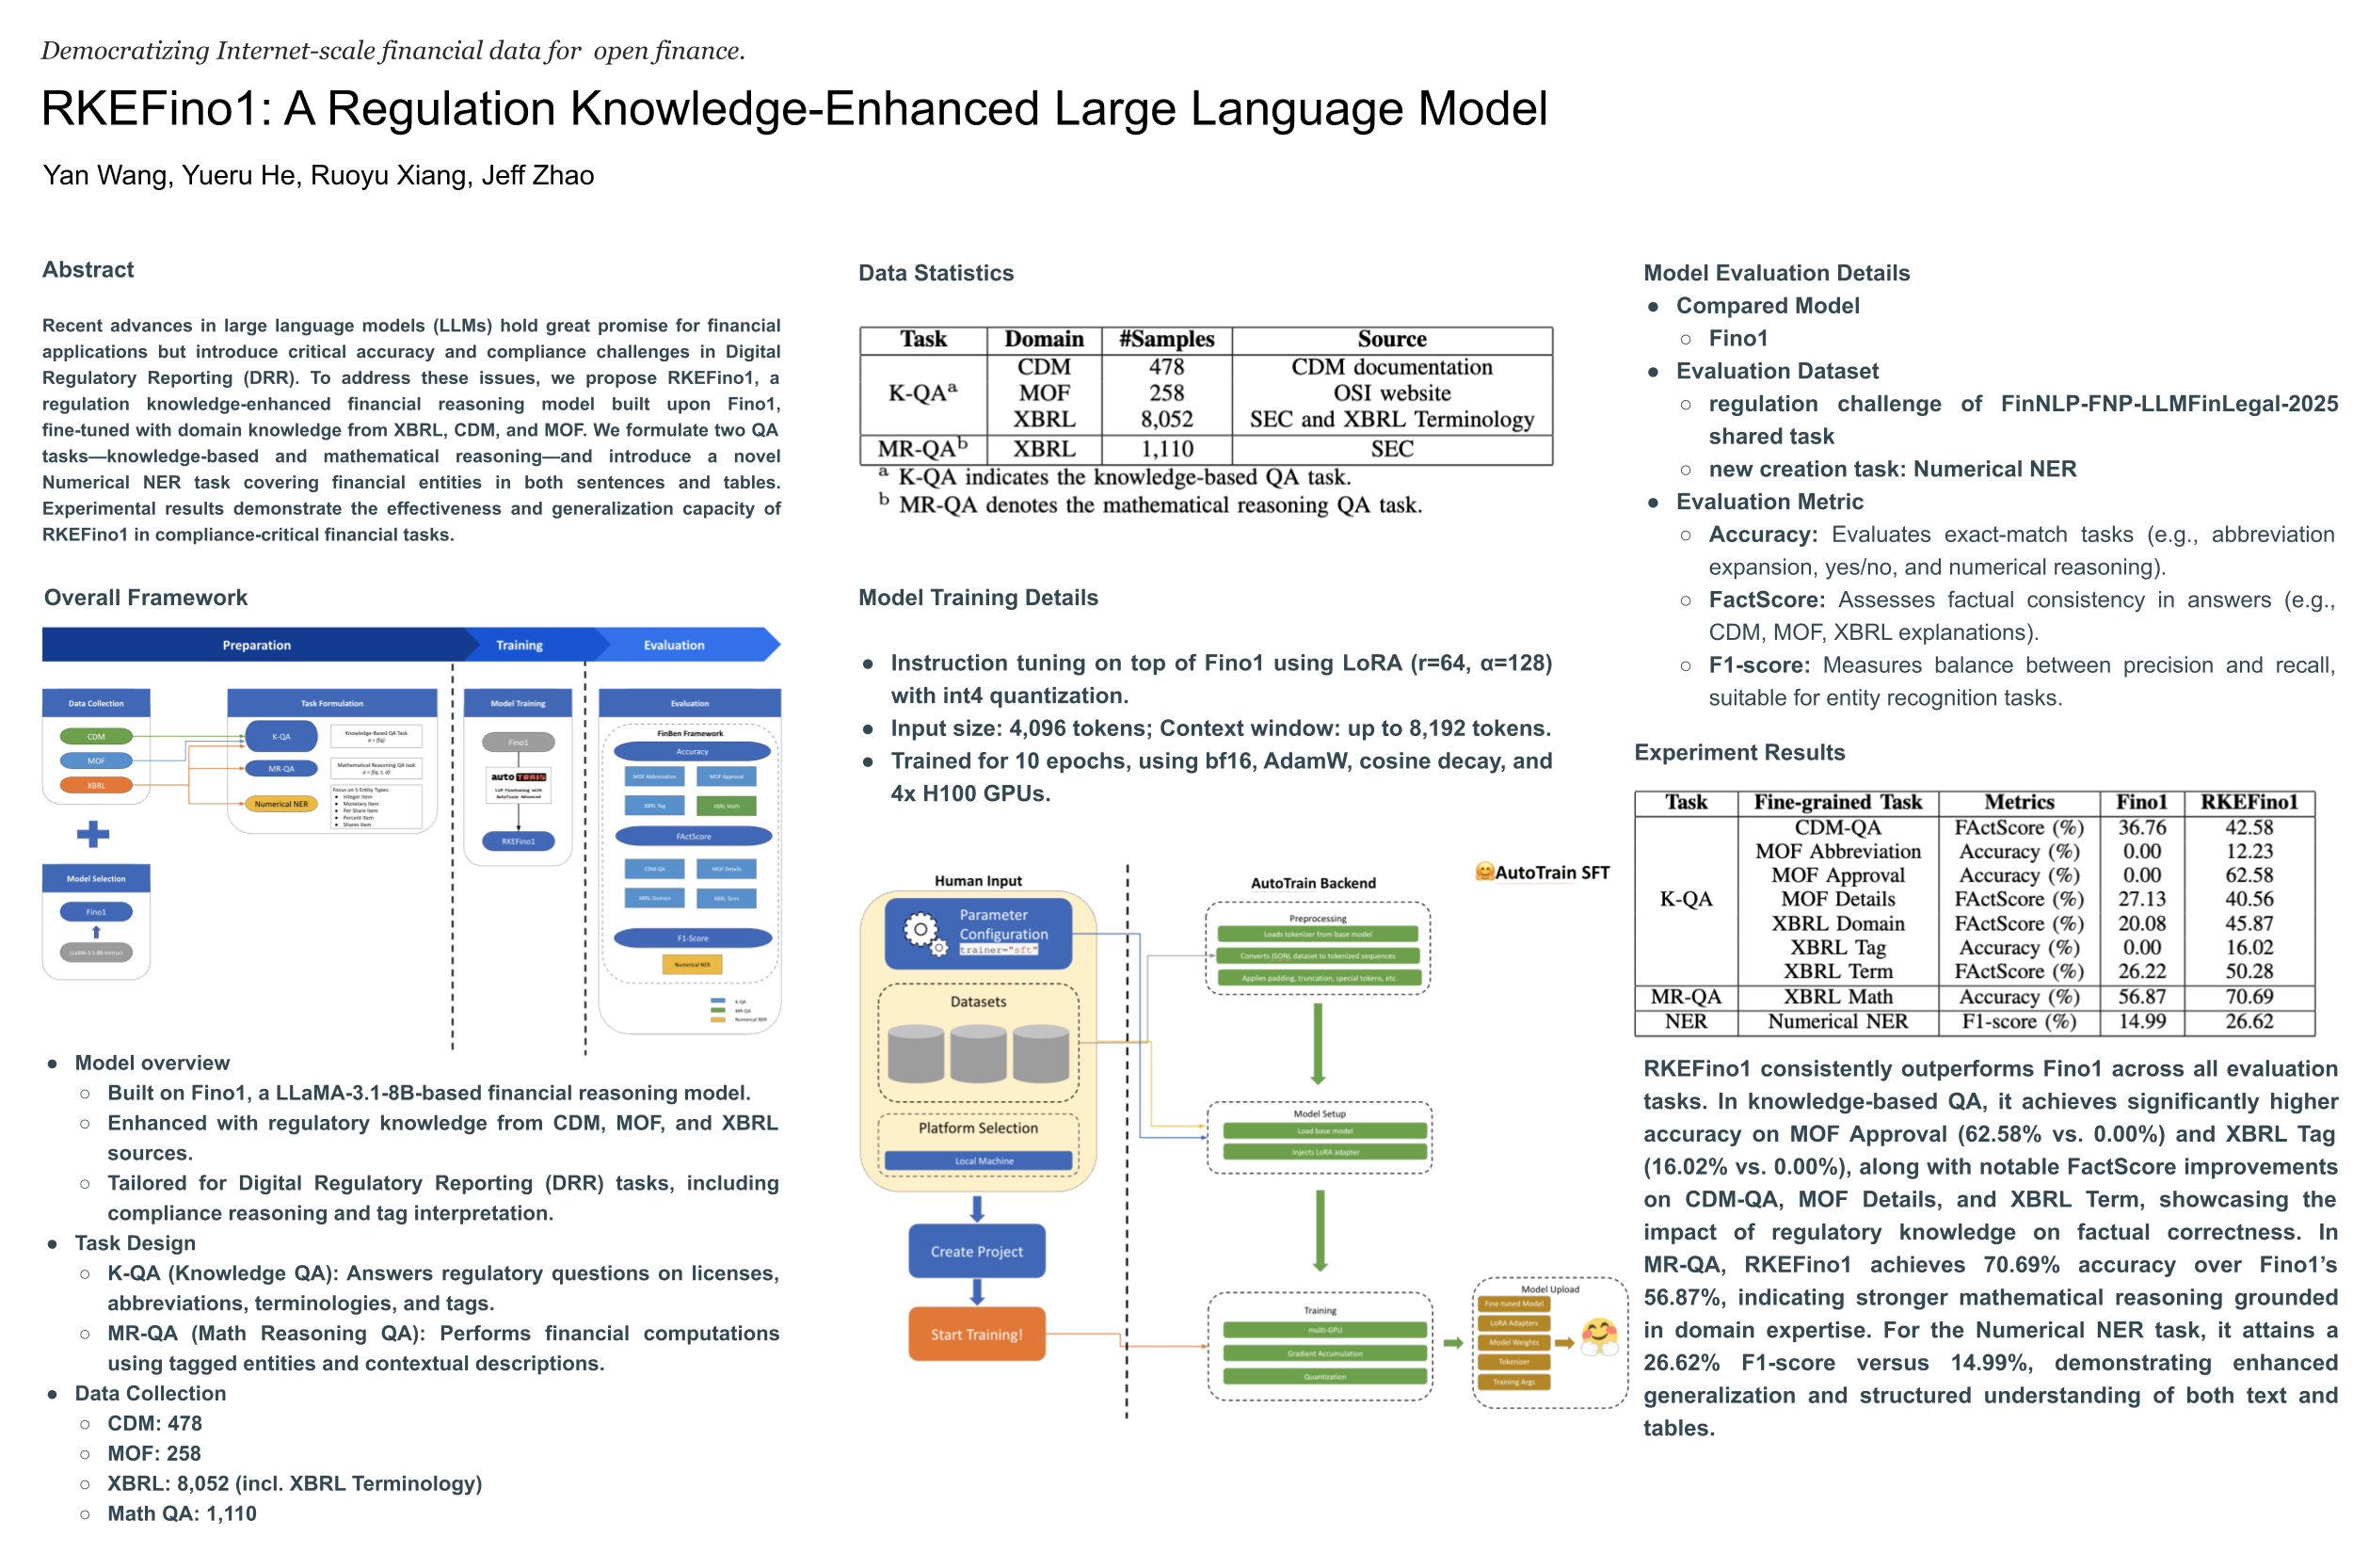 Democratizing Internet-scale financial data for open finance.
RKEFino1: A Regulation Knowledge-Enhanced Large Language Model
Yan Wang, Yueru He, Ruoyu Xiang, Jeff Zhao
Abstract
Recent advances in large language models (LLMs) hold great promise for financial
applications but introduce critical accuracy and compliance challenges in Digital
Regulatory Reporting (DRR). To address these issues, we propose RKEFino1, a
regulation knowledge-enhanced financial reasoning model built upon Fino1,
fine-tuned with domain knowledge from XBRL, CDM, and MOF. We formulate two QA
tasks—knowledge-based and mathematical reasoning—and introduce a novel
Numerical NER task covering financial entities in both sentences and tables.
Experimental results demonstrate the effectiveness and generalization capacity of
RKEFino1 in compliance-critical financial tasks.
Overall Framework
Preparation
Training
Evaluation
Data Collection
CDM
MOF
XBRL
Model Selection
Fino1
LLaMA-3.1-8B-Instruct
Task Formulation
K-QA
Knowledge-Based QA Task
a = f(q)
MR-QA
Mathematical Reasoning QA task
a = f(q, t, d)
Numerical NER
Focus on 5 Entity Types:
● Integer Item
● Monetary Item
● Per Share Item
● Percent Item
● Shares Item
Model Training
Fino1
auto TRAIN
LLM Finetuning with
AutoTrain Advanced
RKEFino1
Evaluation
FinBen Framework
Accuracy
MOF Abbreviation
MOF Approval
XBRL Tag
XBRL Math
FActScore
CDM-QA
MOF Details
XBRL Domain
XBRL Term
F1-Score
Numerical NER
K-QA
MR-QA
Numerical NER
● Model overview
○ Built on Fino1, a LLaMA-3.1-8B-based financial reasoning model.
○ Enhanced with regulatory knowledge from CDM, MOF, and XBRL
sources.
○ Tailored for Digital Regulatory Reporting (DRR) tasks, including
compliance reasoning and tag interpretation.
● Task Design
○ K-QA (Knowledge QA): Answers regulatory questions on licenses,
abbreviations, terminologies, and tags.
○ MR-QA (Math Reasoning QA): Performs financial computations
using tagged entities and contextual descriptions.
● Data Collection
○ CDM: 478
○ MOF: 258
○ XBRL: 8,052 (incl. XBRL Terminology)
○ Math QA: 1,110
Data Statistics
Task Domain #Samples Source
CDM 478 CDM documentation
K-QAa MOF 258 OSI website
XBRL 8,052 SEC and XBRL Terminology
MR-QAb XBRL 1,110 SEC
a K-QA indicates the knowledge-based QA task.
b MR-QA denotes the mathematical reasoning QA task.
Model Training Details
● Instruction tuning on top of Fino1 using LoRA (r=64, α=128)
with int4 quantization.
● Input size: 4,096 tokens; Context window: up to 8,192 tokens.
● Trained for 10 epochs, using bf16, AdamW, cosine decay, and
4x H100 GPUs.
Human Input
Parameter
Configuration
trainer="sft"
Datasets
Platform Selection
Local Machine
Create Project
Start Training!
AutoTrain Backend
🤗AutoTrain SFT
Preprocessing
Loads tokenizer from base model
Converts JSONL dataset to tokenized sequences
Applies padding, truncation, special tokens, etc.
Model Setup
Load base model
Injects LoRA adapter
Training
multi-GPU
Gradient Accumulation
Quantization
Model Upload
Fine-tuned Model
LoRA Adapters
Model Weights
Tokenizer
Training Args
Model Evaluation Details
● Compared Model
○ Fino1
● Evaluation Dataset
○ regulation challenge of FinNLP-FNP-LLMFinLegal-2025
shared task
○ new creation task: Numerical NER
● Evaluation Metric
○ Accuracy: Evaluates exact-match tasks (e.g., abbreviation
expansion, yes/no, and numerical reasoning).
○ FactScore: Assesses factual consistency in answers (e.g.,
CDM, MOF, XBRL explanations).
○ F1-score: Measures balance between precision and recall,
suitable for entity recognition tasks.
Experiment Results
Task Fine-grained Task Metrics Fino1 RKEFino1
CDM-QA FActScore (%) 36.76 42.58
MOF Abbreviation Accuracy (%) 0.00 12.23
MOF Approval Accuracy (%) 0.00 62.58
K-QA MOF Details FActScore (%) 27.13 40.56
XBRL Domain FActScore (%) 20.08 45.87
XBRL Tag Accuracy (%) 0.00 16.02
XBRL Term FActScore (%) 26.22 50.28
MR-QA XBRL Math Accuracy (%) 56.87 70.69
NER Numerical NER F1-score (%) 14.99 26.62
RKEFino1 consistently outperforms Fino1 across all evaluation
tasks. In knowledge-based QA, it achieves significantly higher
accuracy on MOF Approval (62.58% vs. 0.00%) and XBRL Tag
(16.02% vs. 0.00%), along with notable FactScore improvements
on CDM-QA, MOF Details, and XBRL Term, showcasing the
impact of regulatory knowledge on factual correctness. In
MR-QA, RKEFino1 achieves 70.69% accuracy over Fino1’s
56.87%, indicating stronger mathematical reasoning grounded
in domain expertise. For the Numerical NER task, it attains a
26.62% F1-score versus 14.99%, demonstrating enhanced
generalization and structured understanding of both text and
tables.